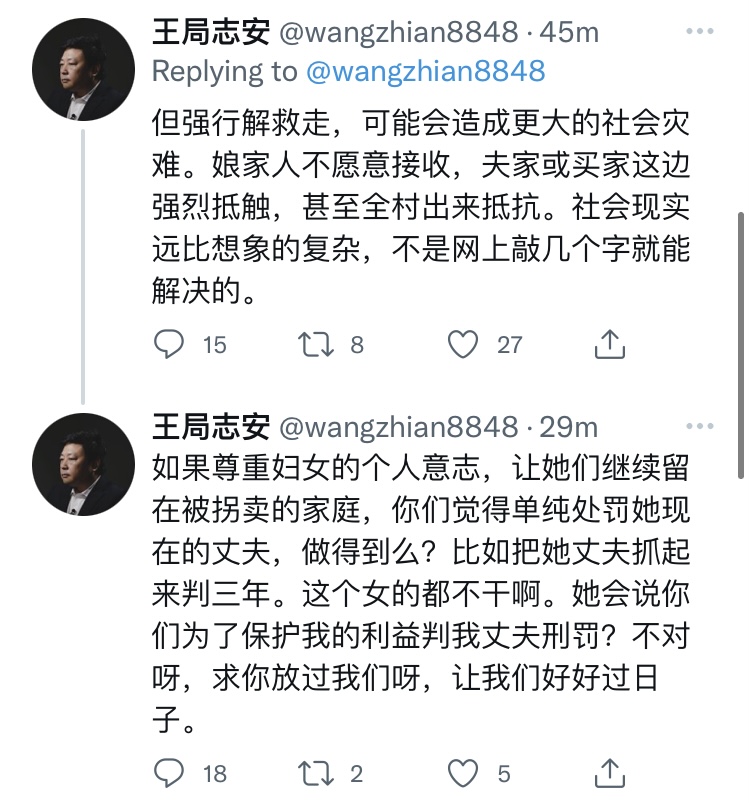 王局志安 @wangzhian8848 · 45m
Replying to @wangzhian8848
但强行解救走，可能会造成更大的社会灾
难。娘家人不愿意接收，夫家或买家这边
强烈抵触，甚至全村出来抵抗。社会现实
远比想象的复杂，不是网上敲几个字就能
解决的。
15 8 27
王局志安 @wangzhian8848 · 29m
如果尊重妇女的个人意志，让她们继续留
在被拐卖的家庭，你们觉得单纯处罚她现
在的丈夫，做得到么？比如把她丈夫抓起
来判三年。这个女的都不干啊。她会说你
们为了保护我的利益判我丈夫刑罚？不对
呀，求你放过我们呀，让我们好好过日
子。
18 2 5